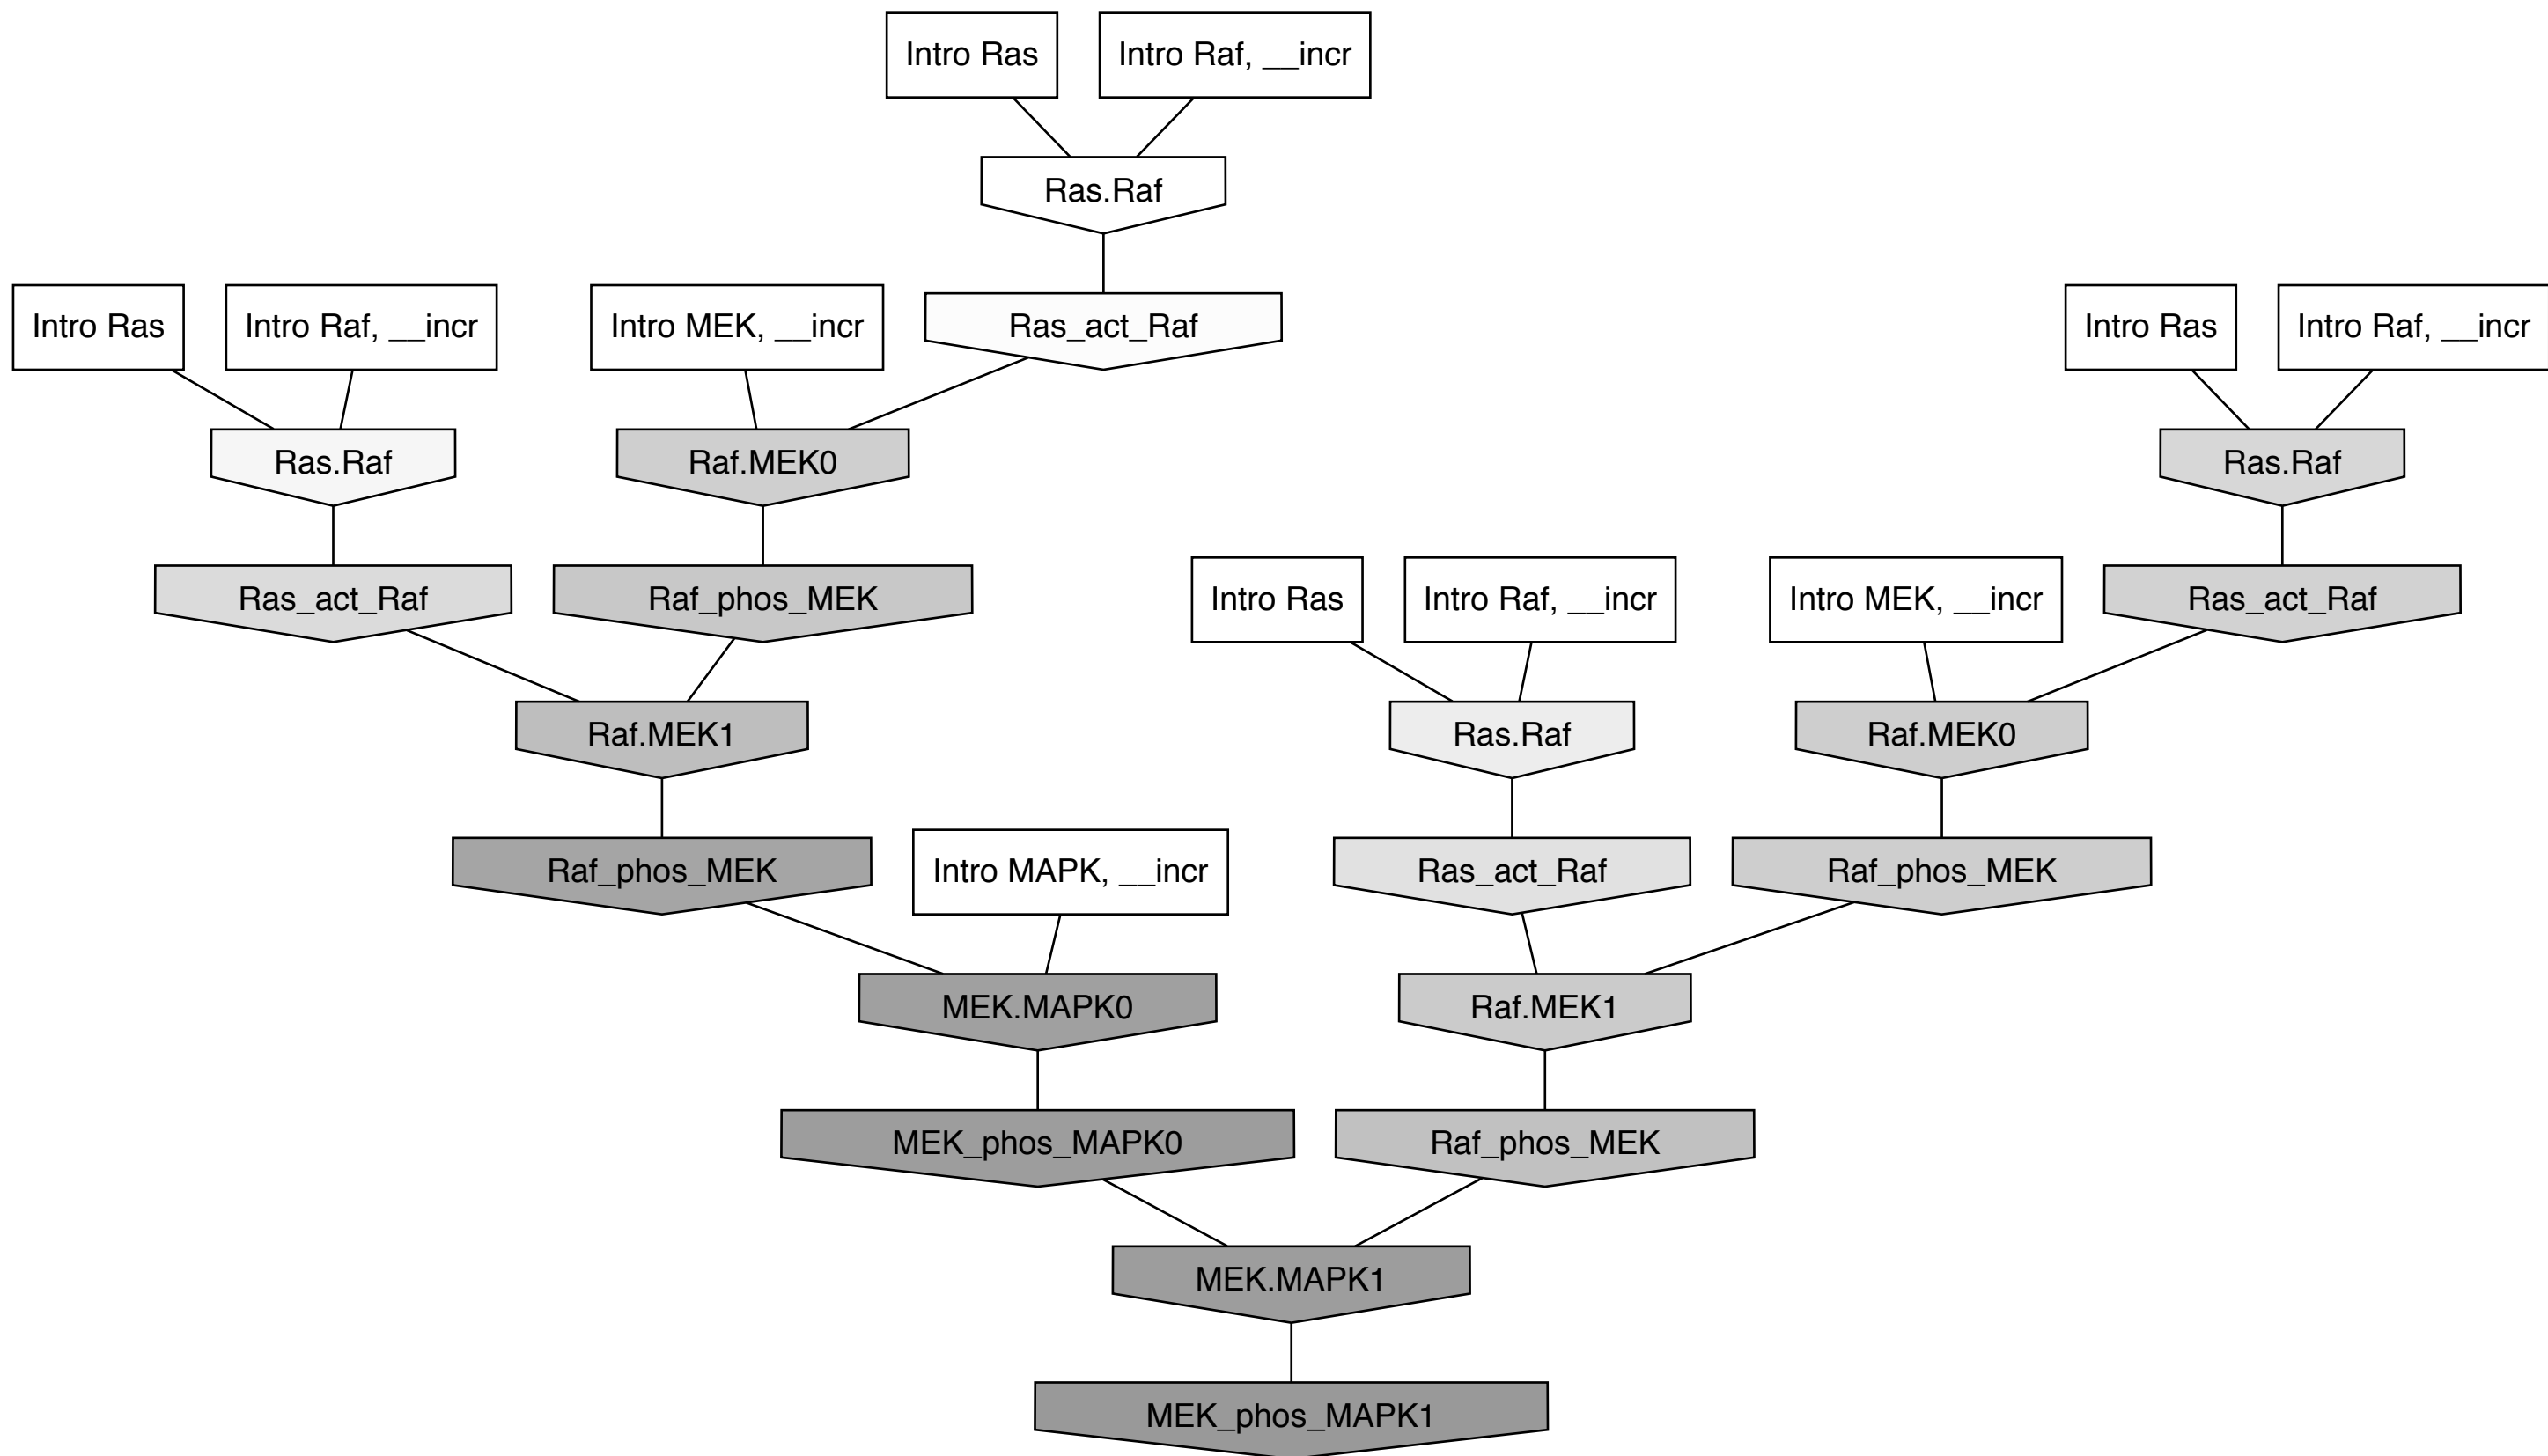 Intro Ras
Intro Raf, __incr
Ras.Raf
Intro Ras
Intro Raf, __incr
Intro MEK, __incr
Ras_act_Raf
Intro Ras
Intro Raf, __incr
Ras.Raf
Raf.MEK0
Ras.Raf
Ras_act_Raf
Raf_phos_MEK
Intro Ras
Intro Raf, __incr
Intro MEK, __incr
Ras_act_Raf
Raf.MEK1
Ras.Raf
Raf.MEK0
Raf_phos_MEK
Intro MAPK, __incr
Ras_act_Raf
Raf_phos_MEK
MEK.MAPK0
Raf.MEK1
MEK_phos_MAPK0
Raf_phos_MEK
MEK.MAPK1
MEK_phos_MAPK1